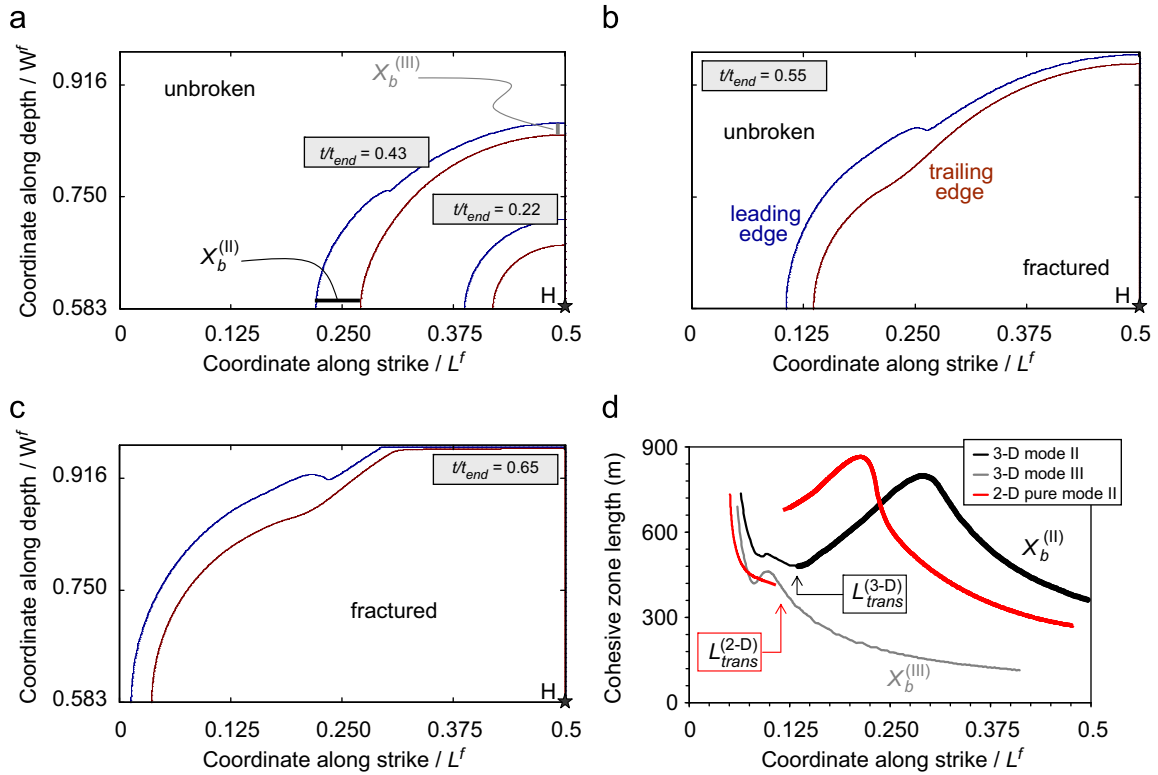 a
Coordinate along depth / W^f
0.916
0.750
0.583
unbroken
X_b^(III)
t/t_end = 0.43
t/t_end = 0.22
X_b^(II)
H
0
0.125
0.250
0.375
0.5
Coordinate along strike / L^f
b
t/t_end = 0.55
unbroken
trailing
edge
leading
edge
fractured
H
0
0.125
0.250
0.375
0.5
Coordinate along strike / L^f
c
Coordinate along depth / W^f
0.916
0.750
0.583
t/t_end = 0.65
fractured
H
0
0.125
0.250
0.375
0.5
Coordinate along strike / L^f
d
Cohesive zone length (m)
900
600
300
0
3-D mode II
3-D mode III
2-D pure mode II
X_b^(II)
L_trans^(3-D)
L_trans^(2-D)
X_b^(III)
0
0.125
0.250
0.375
0.5
Coordinate along strike / L^f